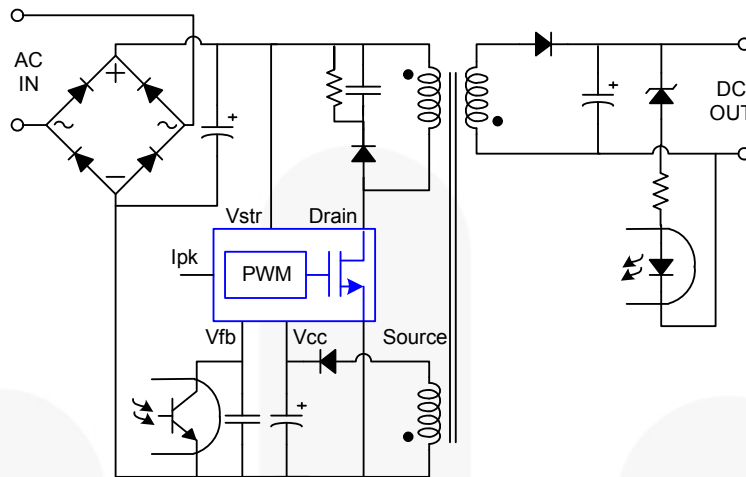 AC
IN
+
~
~
−
+
+
DC
OUT
Vstr
Drain
Ipk
PWM
Vfb
Vcc
Source
+